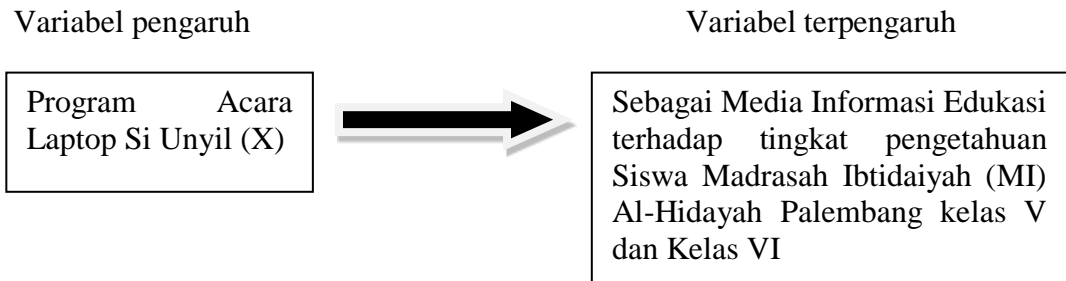 Variabel pengaruh
Variabel terpengaruh
Program Acara
Laptop Si Unyil (X)
Sebagai Media Informasi Edukasi
terhadap tingkat pengetahuan
Siswa Madrasah Ibtidaiyah (MI)
Al-Hidayah Palembang kelas V
dan Kelas VI